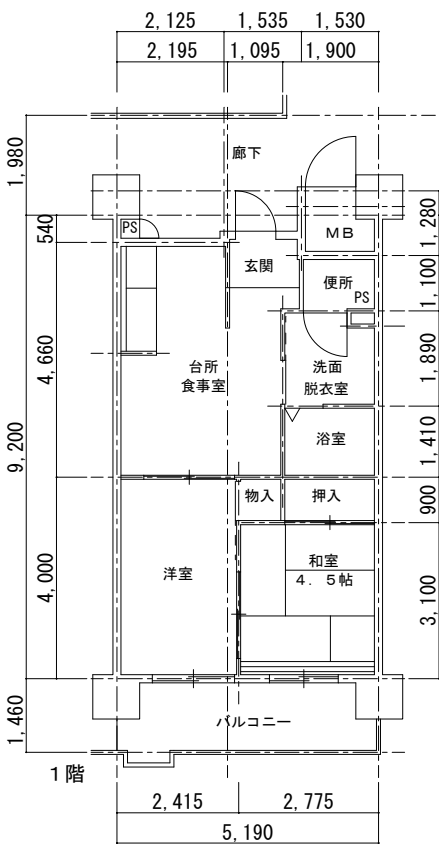 2,125 1,535 1,530
2,195 1,095 1,900
1,980
廊下
540
PS
MB
1,280
玄関
便所
PS
1,100
4,660
台所
食事室
洗面
脱衣室
1,890
9,200
浴室
1,410
物入
押入
900
4,000
洋室
和室
4．5帖
3,100
1,460
バルコニー
1階
2,415 2,775
5,190